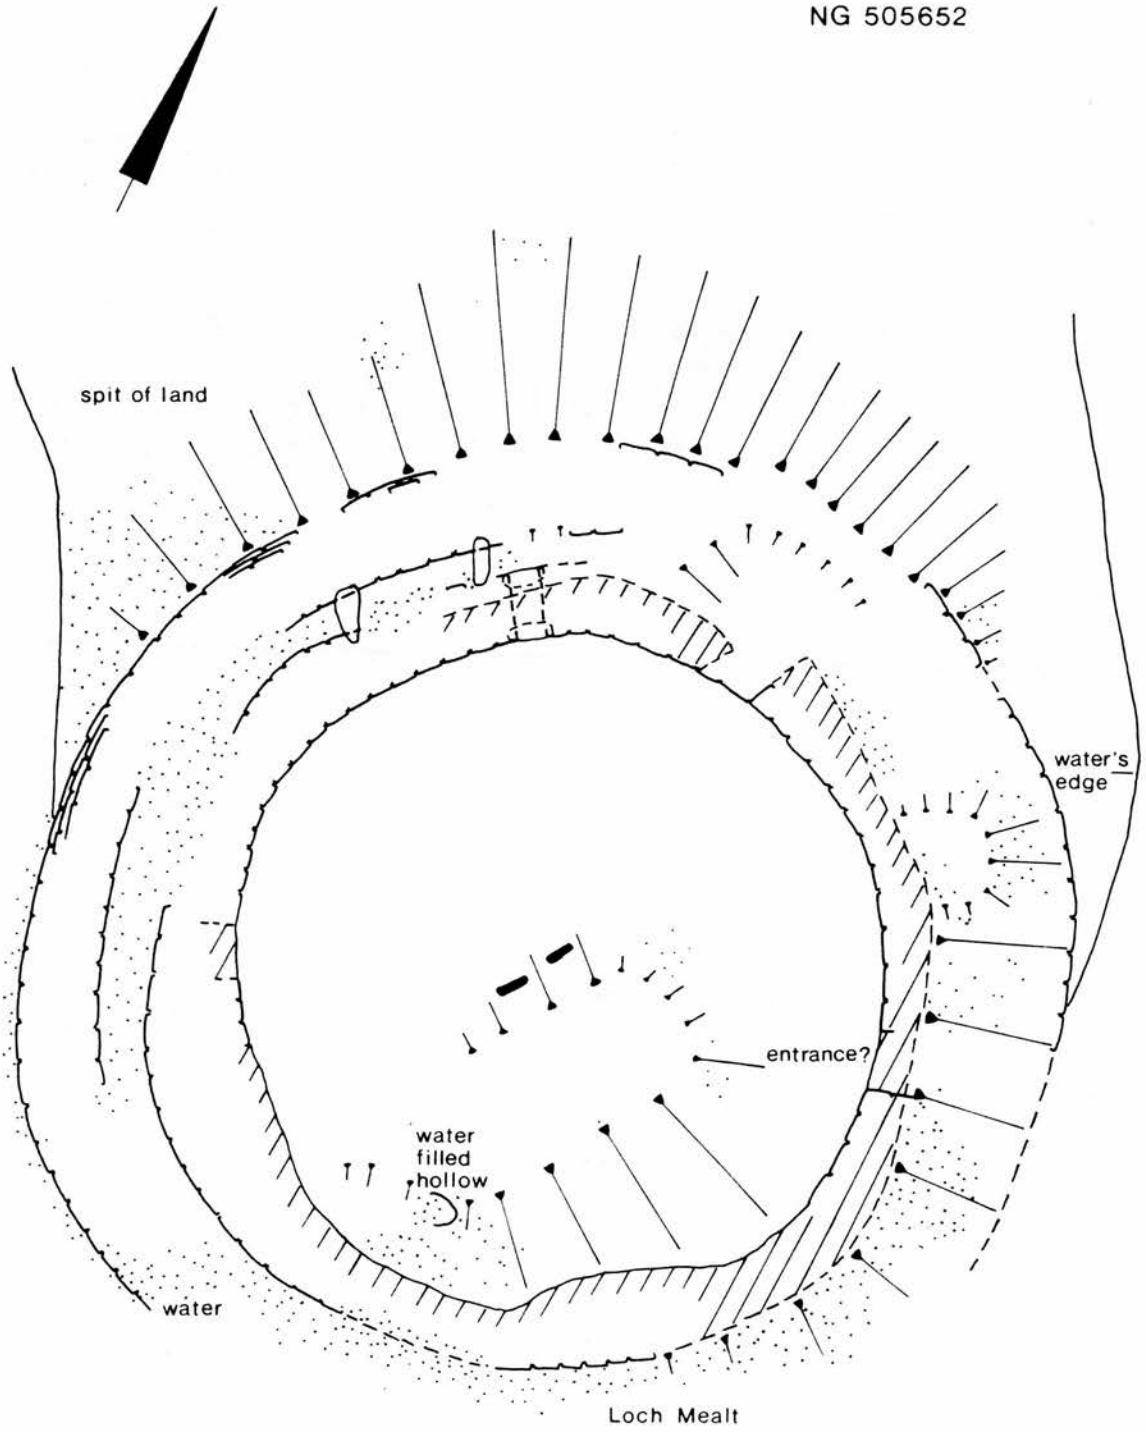 NG 505652
spit of land
water's
edge
entrance?
water
filled
hollow
water
Loch Mealt